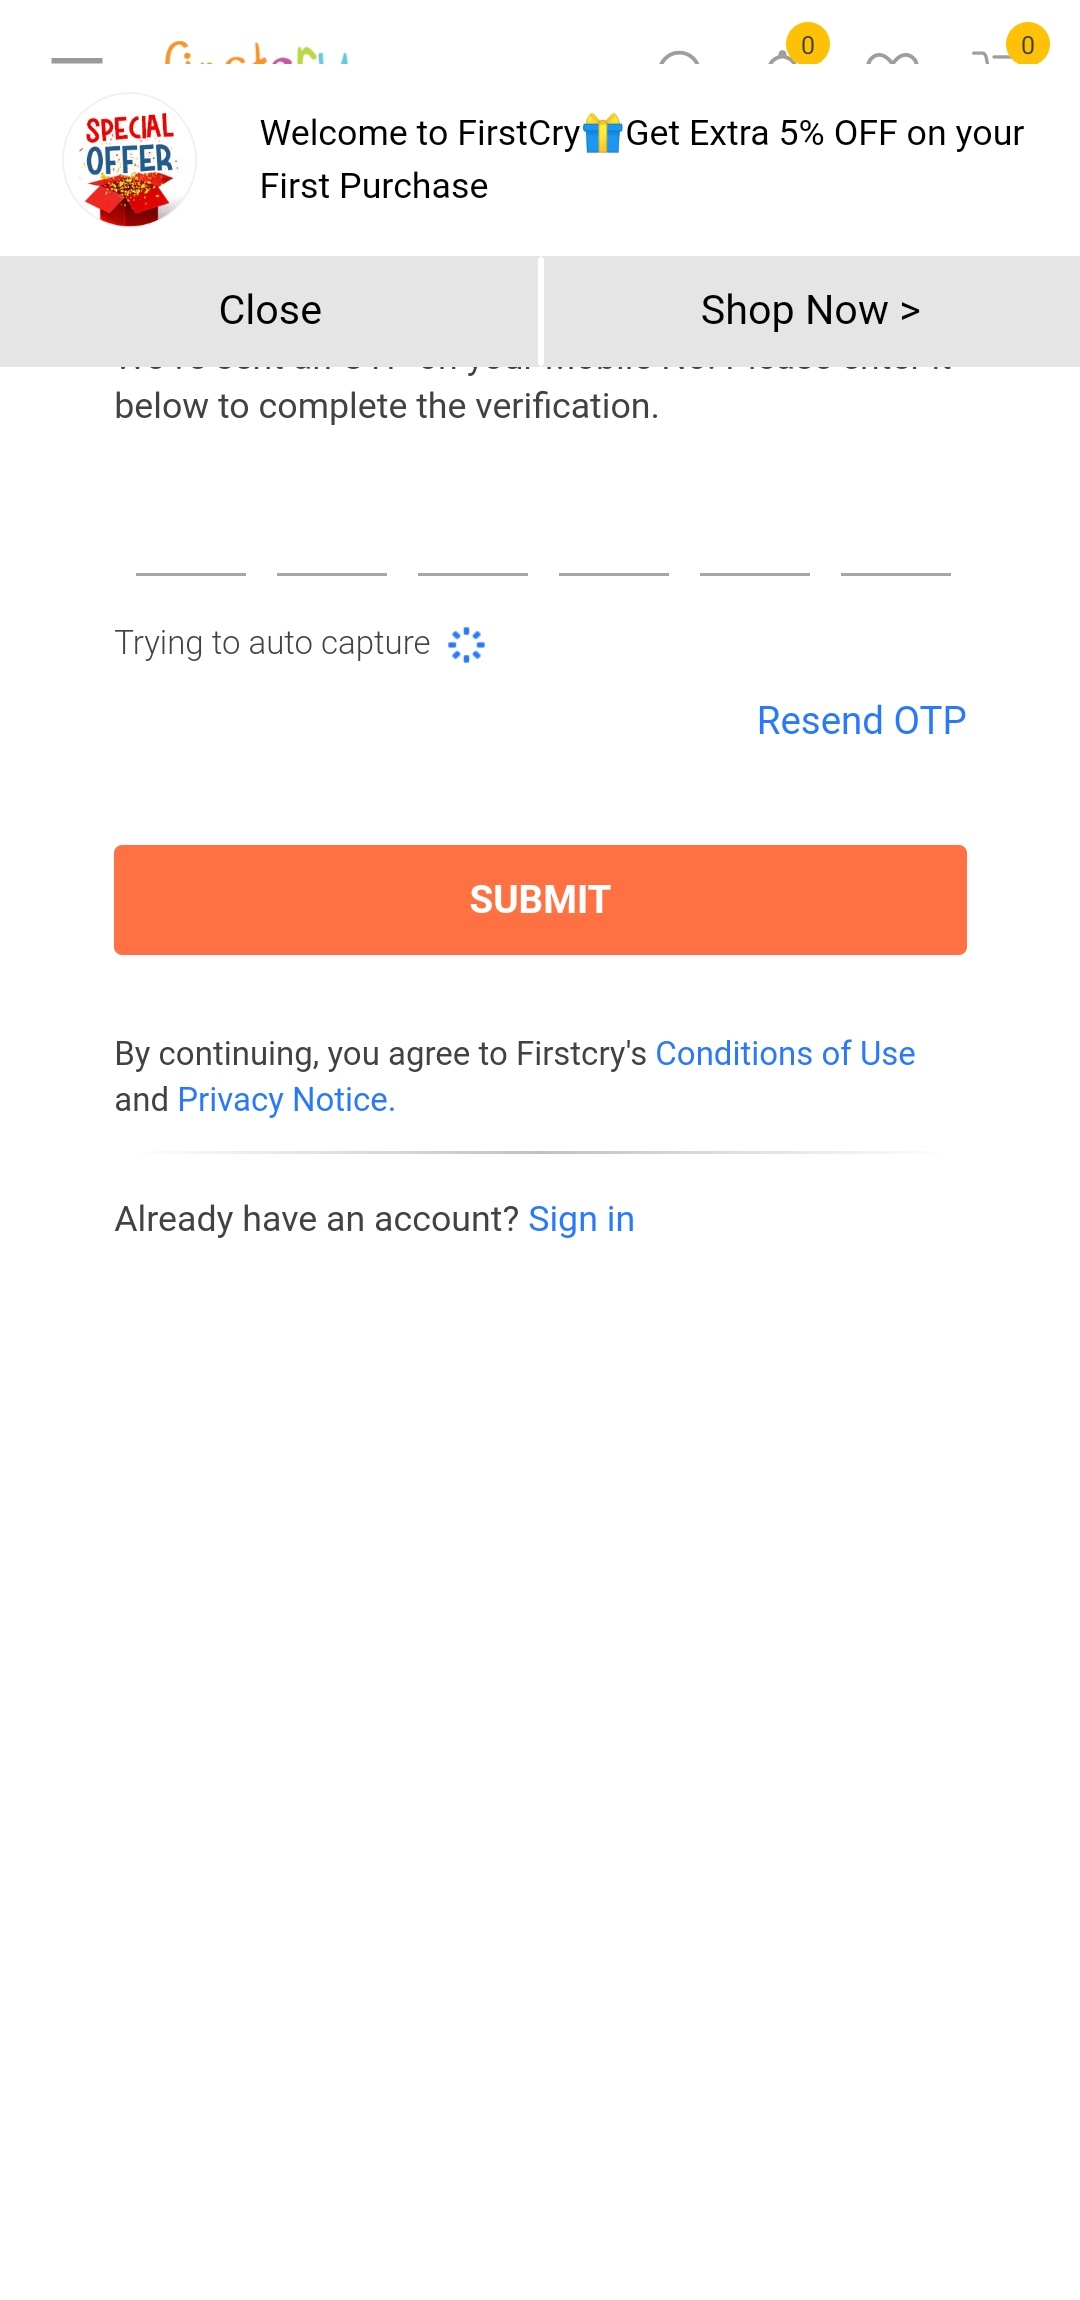 0
0
SPECIAL
OFFER
Welcome to FirstCry🎁Get Extra 5% OFF on your
First Purchase
Close
Shop Now >
below to complete the verification.
Trying to auto capture
Resend OTP
SUBMIT
By continuing, you agree to Firstcry's Conditions of Use
and Privacy Notice.
Already have an account? Sign in